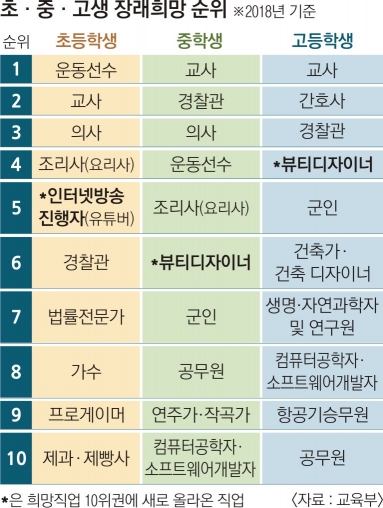 초·중·고생 장래희망 순위 ※2018년 기준
순위 초등학생 중학생 고등학생
1 운동선수 교사 교사
2 교사 경찰관 간호사
3 의사 의사 경찰관
4 조리사(요리사) 운동선수 *뷰티디자이너
5 *인터넷방송 진행자(유튜버) 조리사(요리사) 군인
6 경찰관 *뷰티디자이너 건축가·건축 디자이너
7 법률전문가 군인 생명·자연과학자 및 연구원
8 가수 공무원 컴퓨터공학자·소프트웨어개발자
9 프로게이머 연주가·작곡가 항공기승무원
10 제과·제빵사 컴퓨터공학자·소프트웨어개발자 공무원
*은 희망직업 10위권에 새로 올라온 직업 〈자료 : 교육부〉